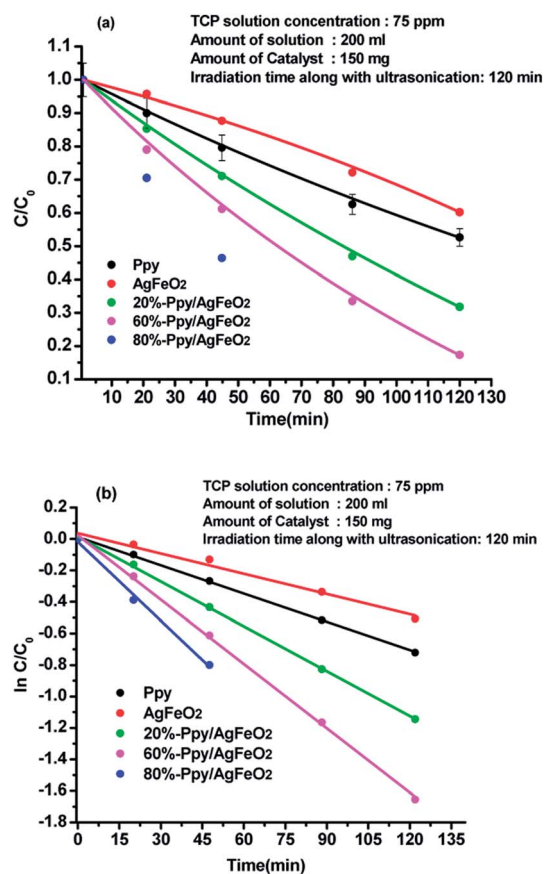 (a)
TCP solution concentration : 75 ppm
Amount of solution : 200 ml
Amount of Catalyst : 150 mg
Irradiation time along with ultrasonication: 120 min
1.0
0.9
0.8
0.7
0.6
0.5
0.4
0.3
0.2
0.1
C/C0
Ppy
AgFeO2
20%-Ppy/AgFeO2
60%-Ppy/AgFeO2
80%-Ppy/AgFeO2
10 20 30 40 50 60 70 80 90 100 110 120 130
Time(min)
(b)
TCP solution concentration : 75 ppm
Amount of solution : 200 ml
Amount of Catalyst : 150 mg
Irradiation time along with ultrasonication: 120 min
0.2
0.0
-0.2
-0.4
-0.6
-0.8
-1.0
-1.2
-1.4
-1.6
-1.8
ln C/C0
Ppy
AgFeO2
20%-Ppy/AgFeO2
60%-Ppy/AgFeO2
80%-Ppy/AgFeO2
0 15 30 45 60 75 90 105 120 135
Time(min)